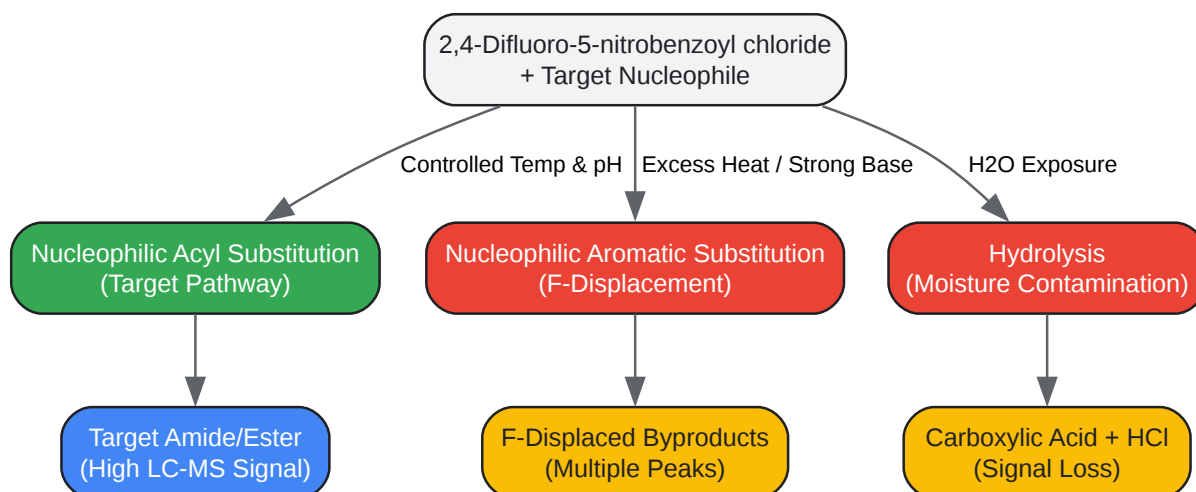 2,4-Difluoro-5-nitrobenzoyl chloride
+ Target Nucleophile
Controlled Temp & pH
Excess Heat / Strong Base
H2O Exposure
Nucleophilic Acyl Substitution
(Target Pathway)
Nucleophilic Aromatic Substitution
(F-Displacement)
Hydrolysis
(Moisture Contamination)
Target Amide/Ester
(High LC-MS Signal)
F-Displaced Byproducts
(Multiple Peaks)
Carboxylic Acid + HCl
(Signal Loss)